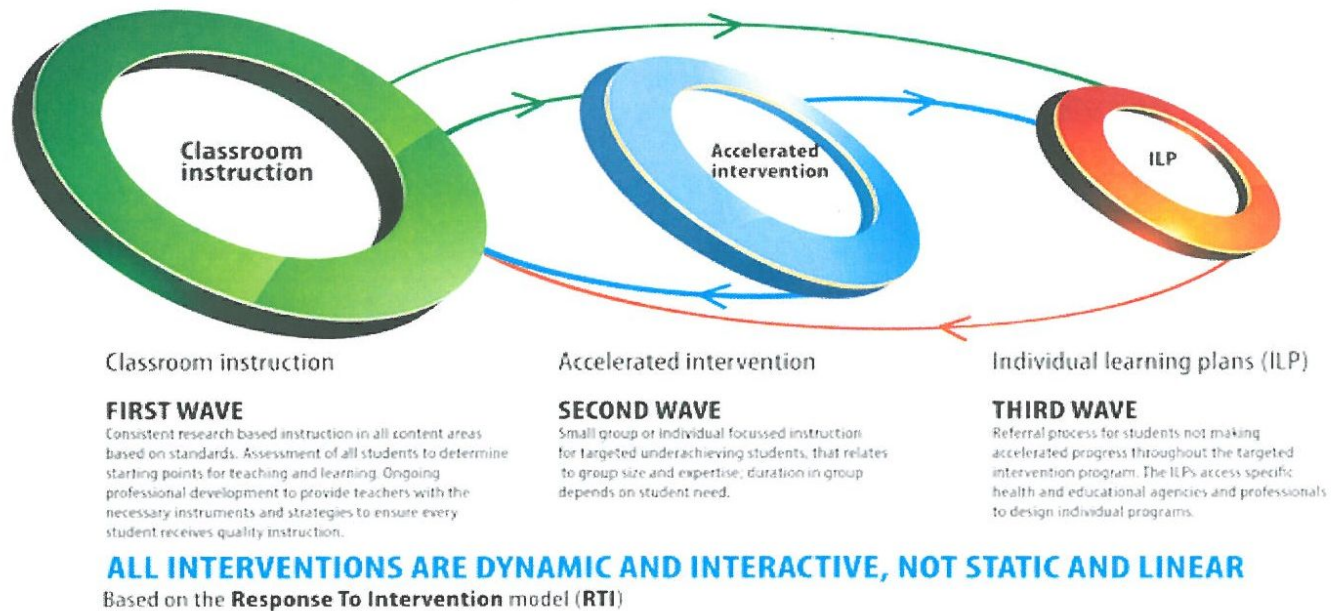 Classroom
instruction
Accelerated
intervention
ILP
Classroom instruction
FIRST WAVE
Consistent research based instruction in all content areas
based on standards. Assessment of all students to determine
starting points for teaching and learning. Ongoing
professional development to provide teachers with the
necessary instruments and strategies to ensure every
student receives quality instruction.
Accelerated intervention
SECOND WAVE
Small group or individual focussed instruction
for targeted underachieving students, that relates
to group size and expertise; duration in group
depends on student need.
Individual learning plans (ILP)
THIRD WAVE
Referral process for students not making
accelerated progress throughout the targeted
intervention program. The ILPs access specific
health and educational agencies and professionals
to design individual programs.
ALL INTERVENTIONS ARE DYNAMIC AND INTERACTIVE, NOT STATIC AND LINEAR
Based on the Response To Intervention model (RTI)